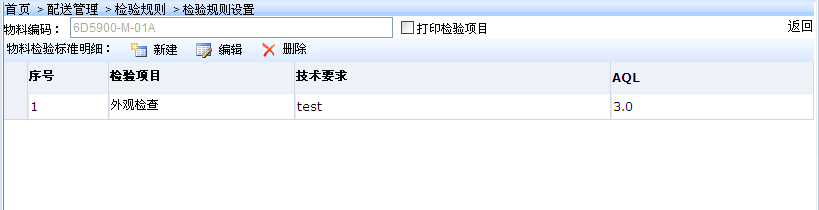 首页 > 配送管理 > 检验规则 > 检验规则设置
物料编码： 6D5900-M-01A 打印检验项目 返回
物料检验标准明细： 新建 编辑 删除
序号 检验项目 技术要求 AQL
1 外观检查 test 3.0